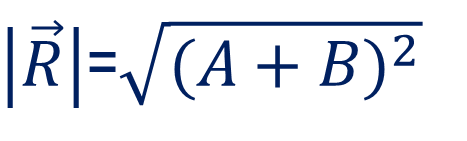 |R⃗|=√(A + B)²